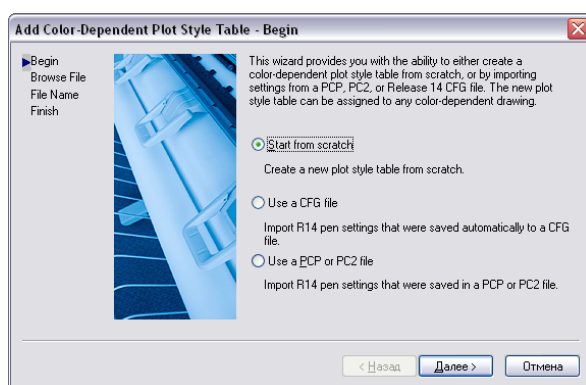 Add Color-Dependent Plot Style Table - Begin
Begin
Browse File
File Name
Finish
This wizard provides you with the ability to either create a
color-dependent plot style table from scratch, or by importing
settings from a PCP, PC2, or Release 14 CFG file. The new plot
style table can be assigned to any color-dependent drawing.
Start from scratch
Create a new plot style table from scratch.
Use a CFG file
Import R14 pen settings that were saved automatically to a CFG
file.
Use a PCP or PC2 file
Import R14 pen settings that were saved in a PCP or PC2 file.
< Назад
Далее >
Отмена